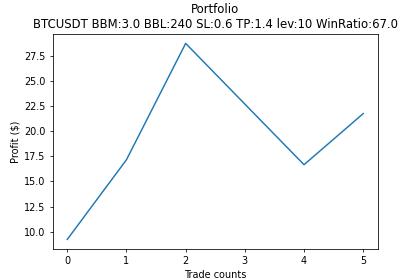 Portfolio
BTCUSDT BBM:3.0 BBL:240 SL:0.6 TP:1.4 lev:10 WinRatio:67.0
27.5
25.0
22.5
20.0
17.5
15.0
12.5
10.0
Profit ($)
0 1 2 3 4 5
Trade counts